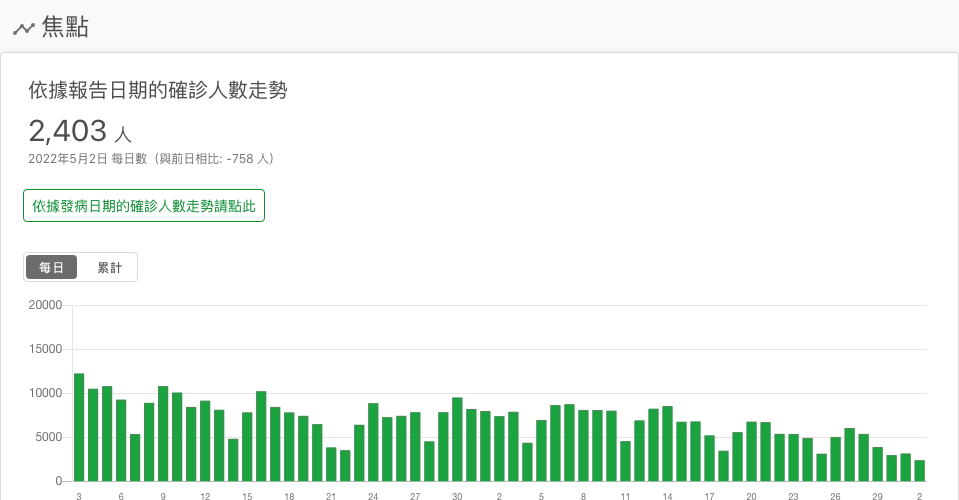 焦點
依據報告日期的確診人數走勢
2,403 人
2022年5月2日 每日數（與前日相比: -758 人）
依據發病日期的確診人數走勢請點此
每日 累計
20000
15000
10000
5000
0
3 6 9 12 15 18 21 24 27 30 2 5 8 11 14 17 20 23 26 29 2